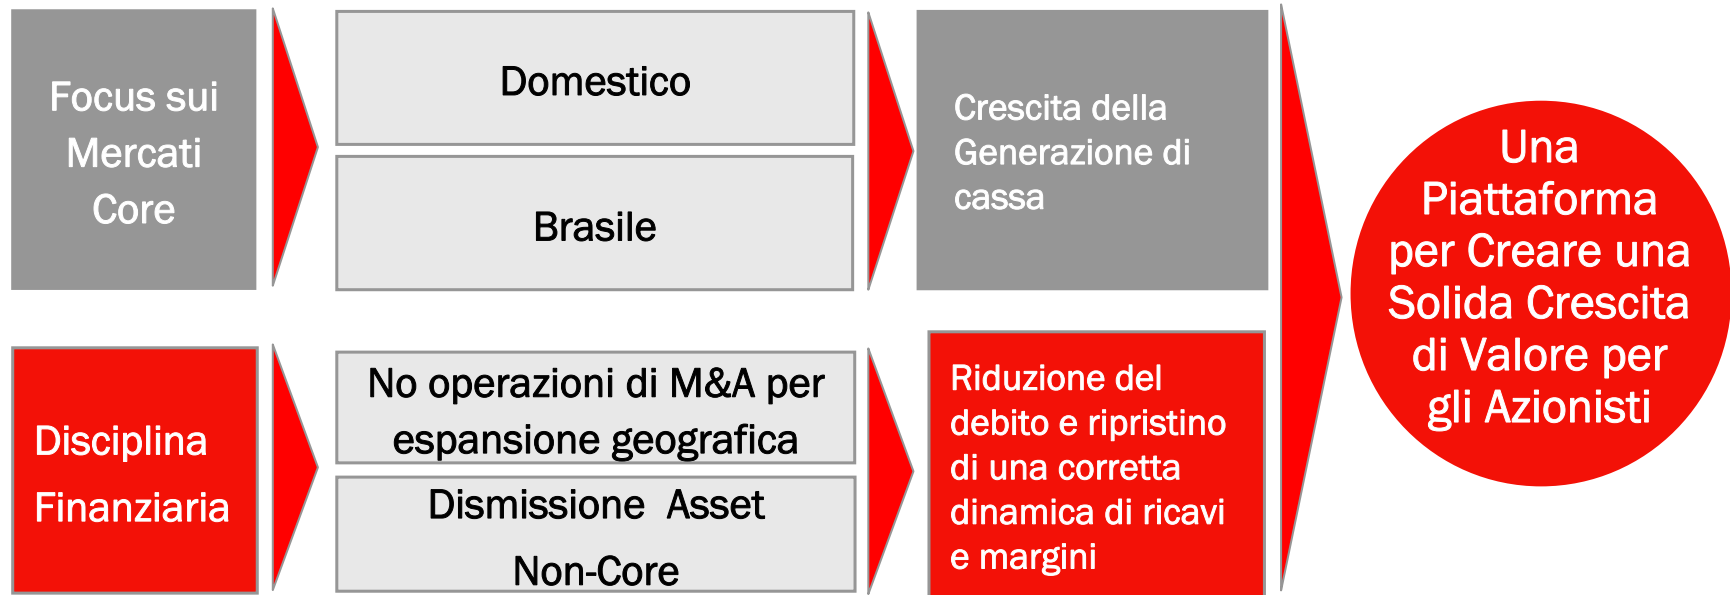 Focus sui
Mercati
Core
Domestico
Brasile
Crescita della
Generazione di
cassa
Disciplina
Finanziaria
No operazioni di M&A per
espansione geografica
Dismissione Asset
Non-Core
Riduzione del
debito e ripristino
di una corretta
dinamica di ricavi
e margini
Una
Piattaforma
per Creare una
Solida Crescita
di Valore per
gli Azionisti